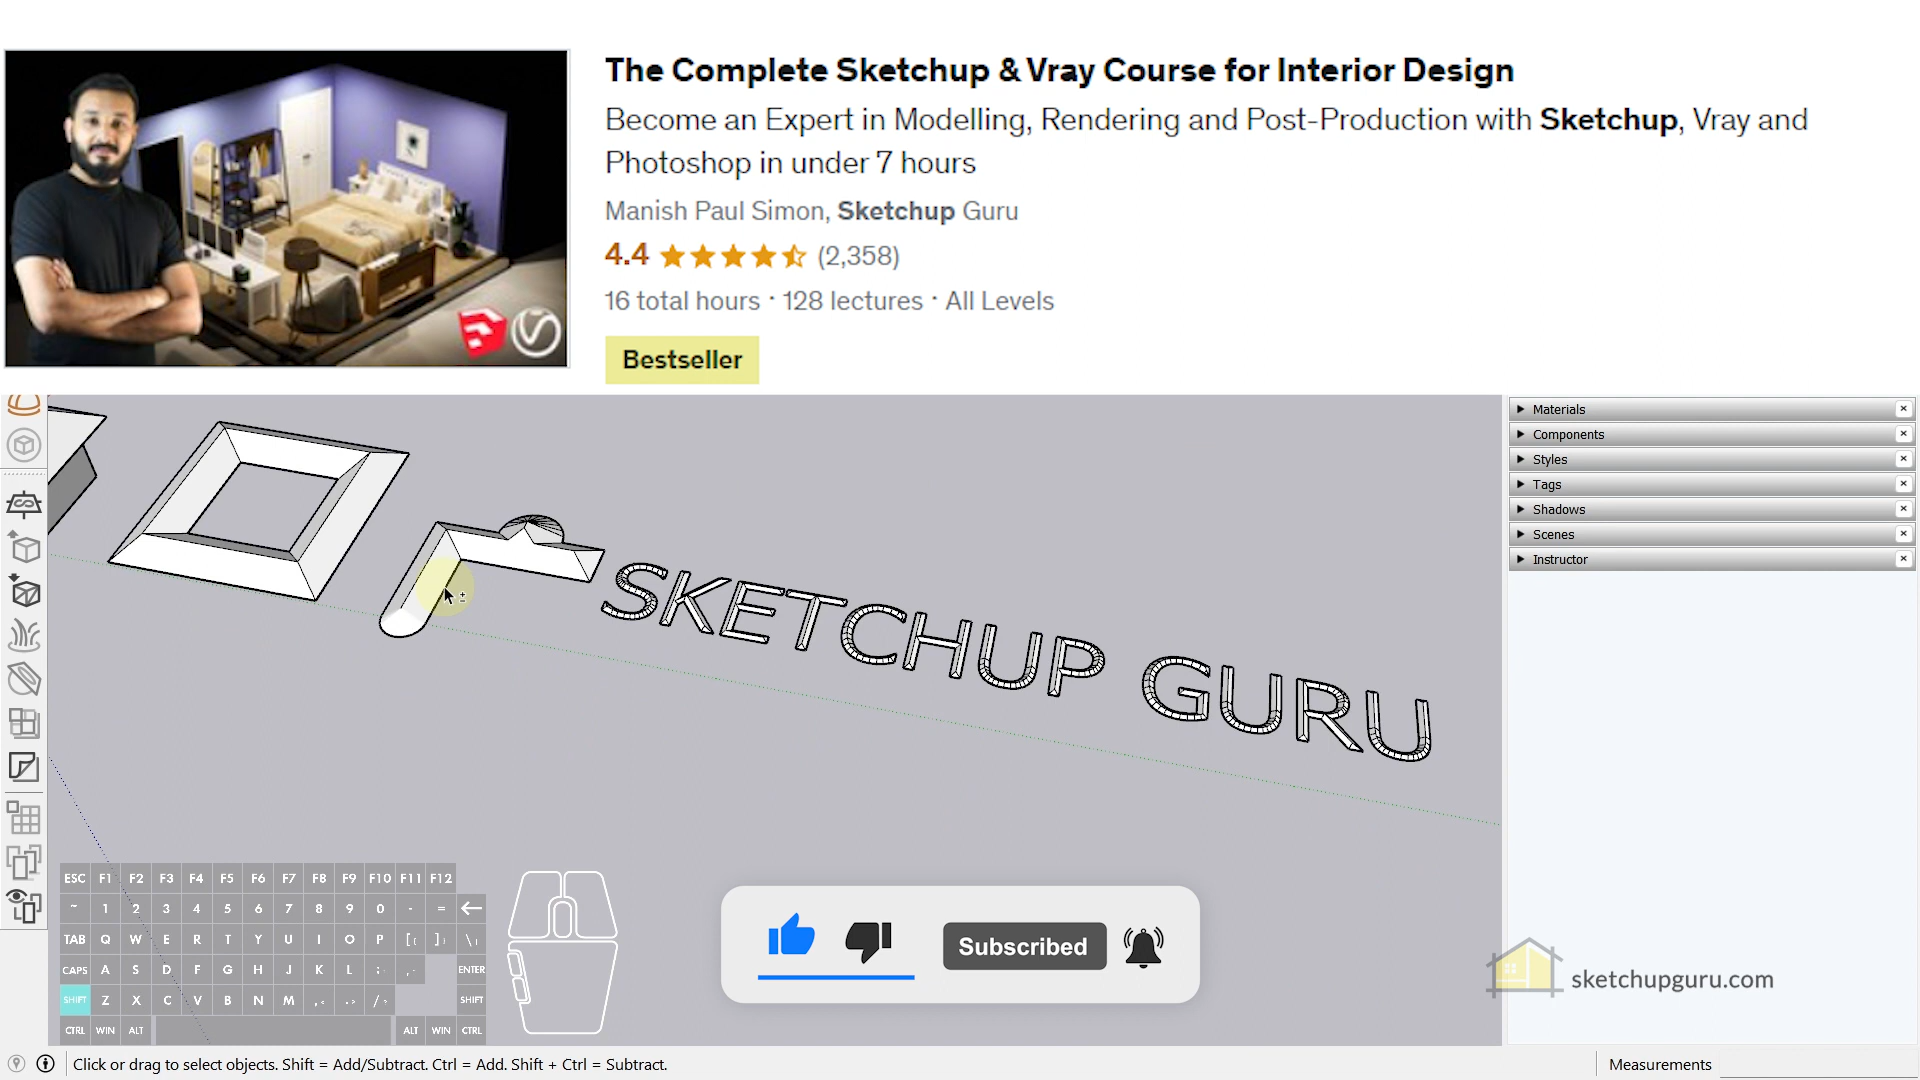 The Complete Sketchup & Vray Course for Interior Design
Become an Expert in Modelling, Rendering and Post-Production with Sketchup, Vray and
Photoshop in under 7 hours
Manish Paul Simon, Sketchup Guru
4.4 (2,358)
16 total hours · 128 lectures · All Levels
Bestseller
Materials
Components
Styles
Tags
Shadows
Scenes
Instructor
SKETCHUP GURU
ESC F1 F2 F3 F4 F5 F6 F7 F8 F9 F10 F11 F12
~ 1 2 3 4 5 6 7 8 9 0 - =
TAB Q W E R T Y U I O P [ ] \
CAPS A S D F G H J K L ; ENTER
SHIFT Z X C V B N M , . / SHIFT
CTRL WIN ALT ALT WIN CTRL
Subscribed
sketchupguru.com
Click or drag to select objects. Shift = Add/Subtract. Ctrl = Add. Shift + Ctrl = Subtract.
Measurements